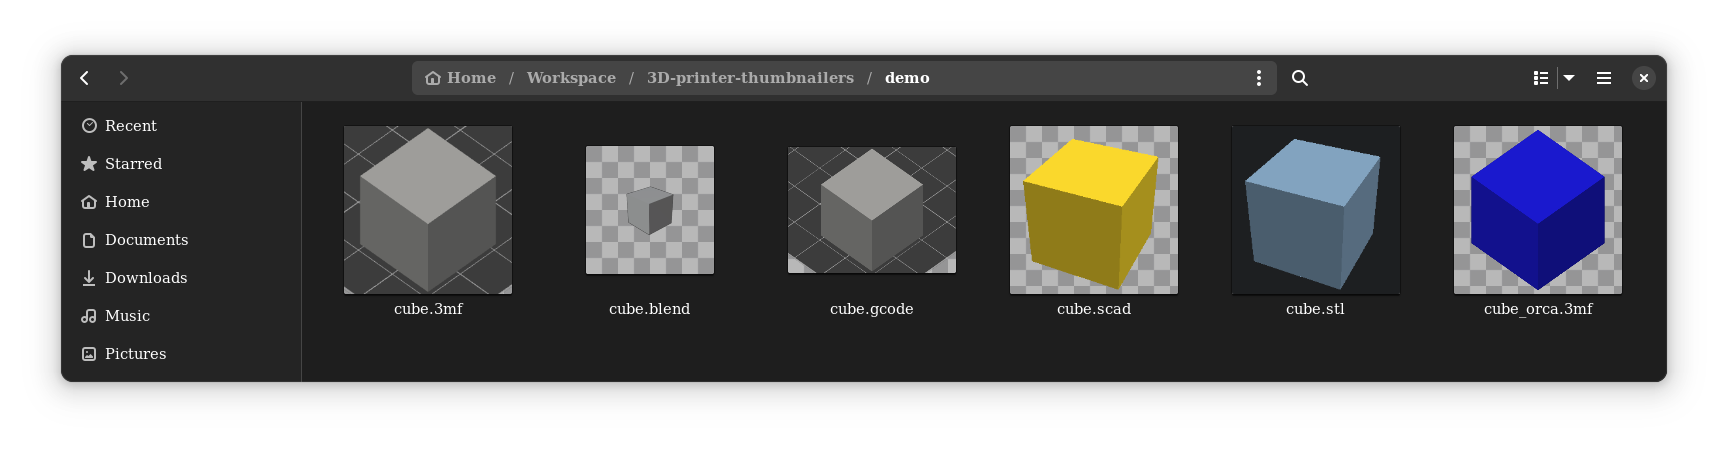 Home / Workspace / 3D-printer-thumbnailers / demo
Recent
Starred
Home
Documents
Downloads
Music
Pictures
cube.3mf
cube.blend
cube.gcode
cube.scad
cube.stl
cube_orca.3mf